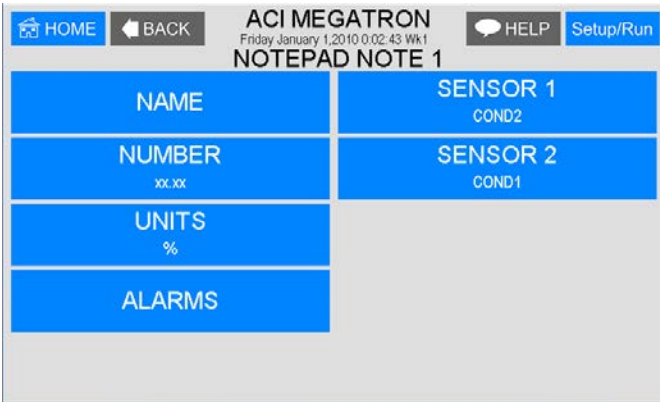 HOME
BACK
ACI MEGATRON
Friday January 1,2010 0:02:43 Wk1
NOTEPAD NOTE 1
HELP
Setup/Run
NAME
SENSOR 1
COND2
NUMBER
xx.xx
SENSOR 2
COND1
UNITS
%
ALARMS